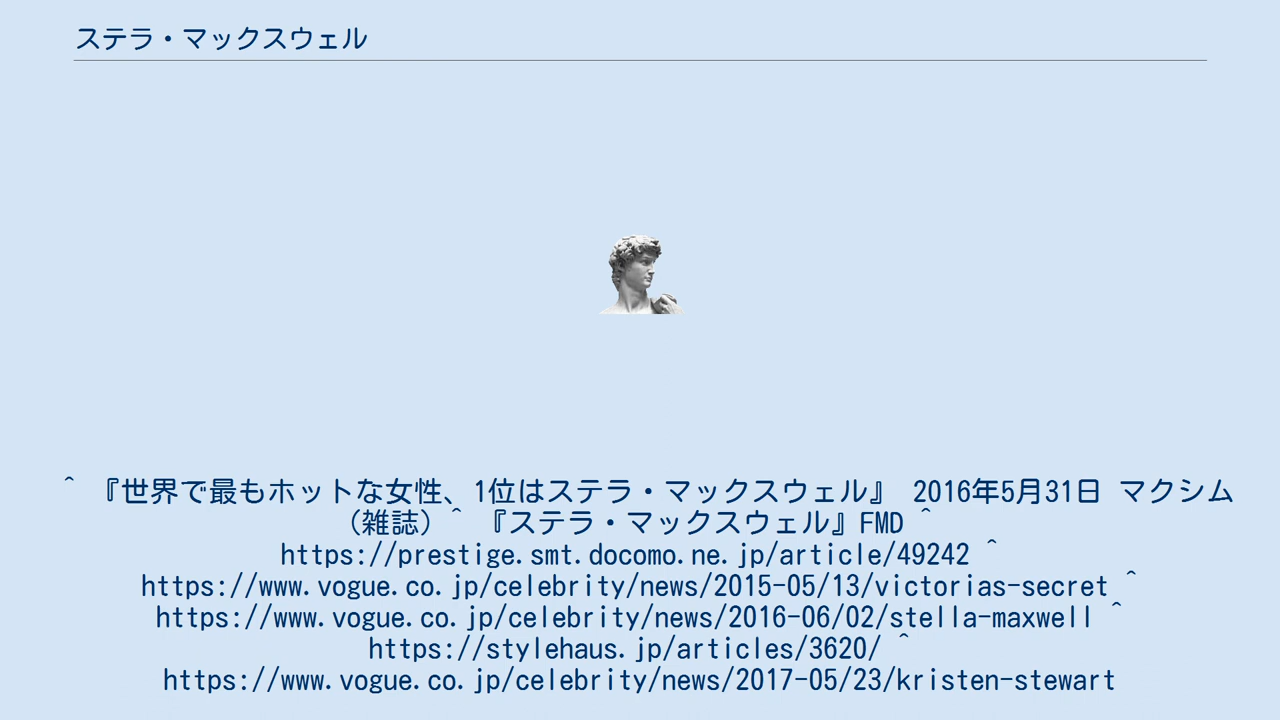 ステラ・マックスウェル
^ 『世界で最もホットな女性、1位はステラ・マックスウェル』 2016年5月31日 マクシム
（雑誌）^ 『ステラ・マックスウェル』FMD ^
https://prestige.smt.docomo.ne.jp/article/49242 ^
https://www.vogue.co.jp/celebrity/news/2015-05/13/victorias-secret ^
https://www.vogue.co.jp/celebrity/news/2016-06/02/stella-maxwell ^
https://stylehaus.jp/articles/3620/ ^
https://www.vogue.co.jp/celebrity/news/2017-05/23/kristen-stewart